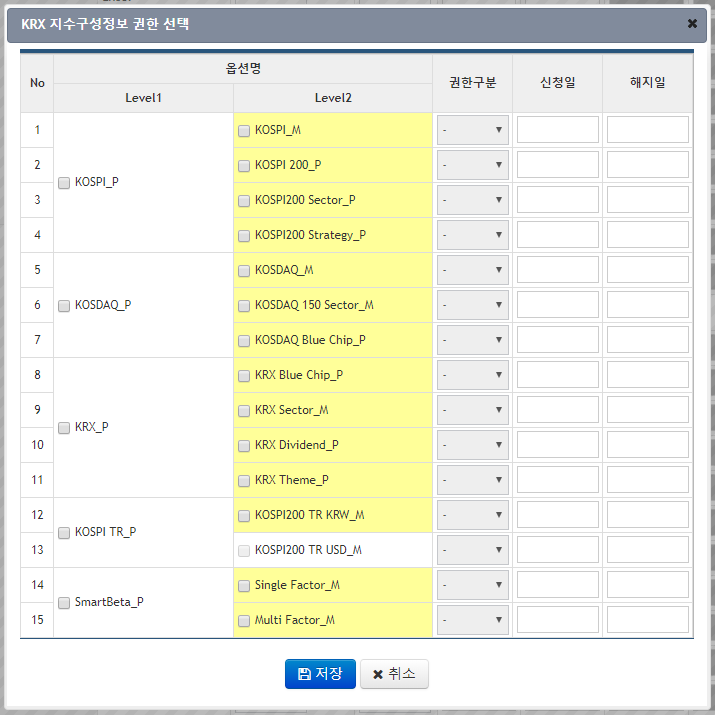 KRX 지수구성정보 권한 선택 ✖
No 옵션명 권한구분 신청일 해지일
Level1 Level2
1 KOSPI_P KOSPI_M -
2 KOSPI 200_P -
3 KOSPI200 Sector_P -
4 KOSPI200 Strategy_P -
5 KOSDAQ_P KOSDAQ_M -
6 KOSDAQ 150 Sector_M -
7 KOSDAQ Blue Chip_P -
8 KRX_P KRX Blue Chip_P -
9 KRX Sector_M -
10 KRX Dividend_P -
11 KRX Theme_P -
12 KOSPI TR_P KOSPI200 TR KRW_M -
13 KOSPI200 TR USD_M -
14 SmartBeta_P Single Factor_M -
15 Multi Factor_M -
저장 ✖ 취소